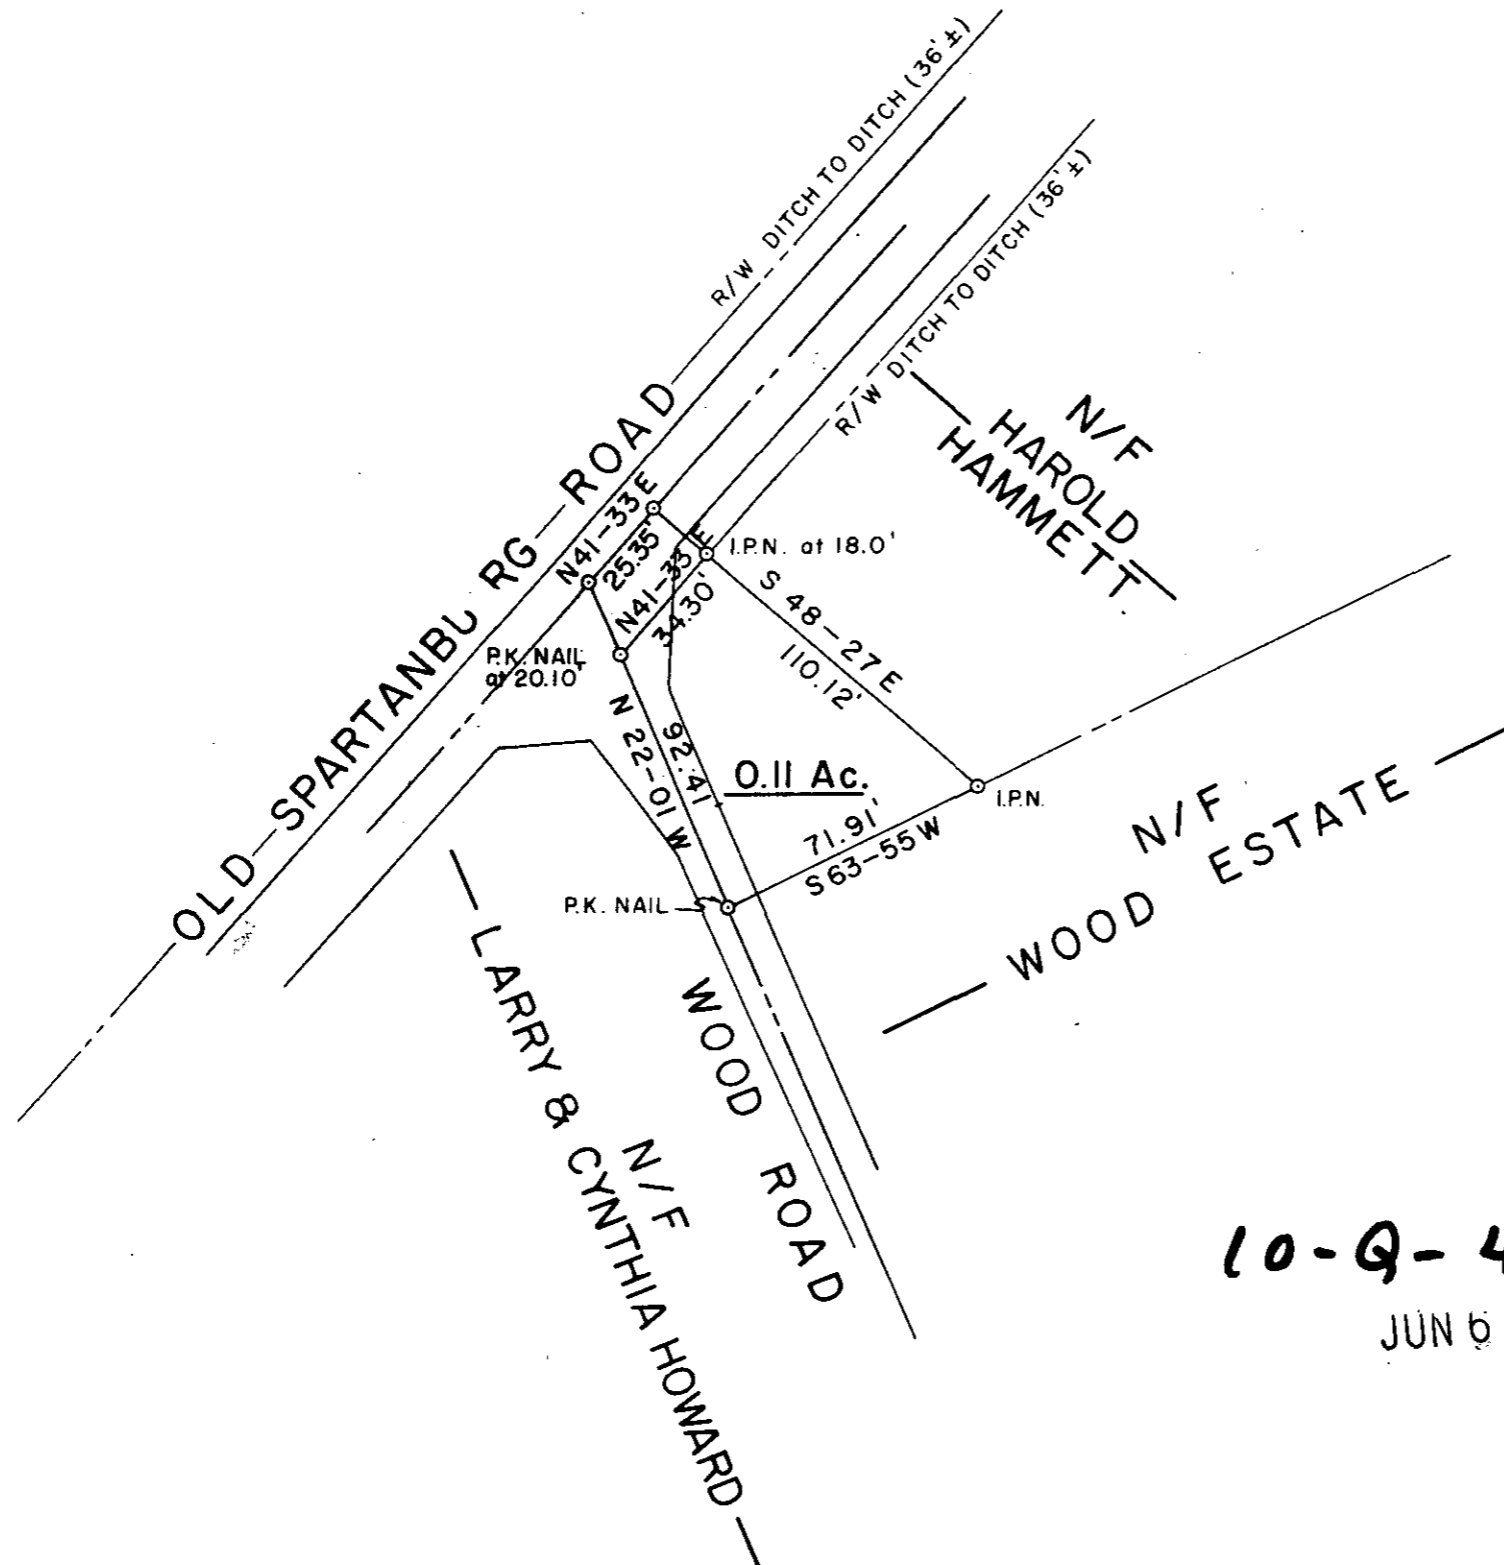 R/W DITCH TO DITCH (36'±)
R/W DITCH TO DITCH (36'±)
OLD SPARTANBURG ROAD
N/F
HAROLD
HAMMETT
N41-33 E
25.35'
N41-33 E
34.30'
I.P.N. at 18.0'
S 48-27 E
110.12'
P.K. NAIL
at 20.10'
N 22-01 W
92.41
0.11 Ac.
71.91'
S 63-55 W
I.P.N.
P.K. NAIL
N/F
WOOD ESTATE
WOOD ROAD
N/F
LARRY & CYNTHIA HOWARD
10-Q-4
JUN 6